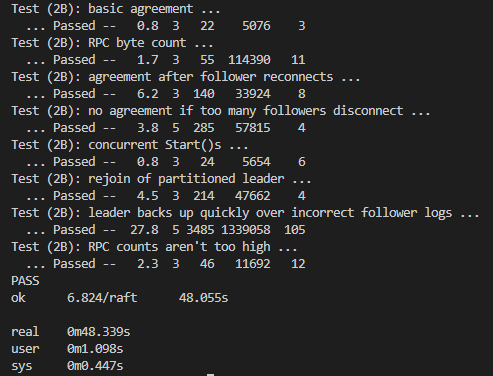 Test (2B): basic agreement ...
  ... Passed --   0.8  3   22    5076    3
Test (2B): RPC byte count ...
  ... Passed --   1.7  3   55  114390   11
Test (2B): agreement after follower reconnects ...
  ... Passed --   6.2  3  140   33924    8
Test (2B): no agreement if too many followers disconnect ...
  ... Passed --   3.8  5  285   57815    4
Test (2B): concurrent Start()s ...
  ... Passed --   0.8  3   24    5654    6
Test (2B): rejoin of partitioned leader ...
  ... Passed --   4.5  3  214   47662    4
Test (2B): leader backs up quickly over incorrect follower logs ...
  ... Passed --  27.8  5 3485 1339058  105
Test (2B): RPC counts aren't too high ...
  ... Passed --   2.3  3   46   11692   12
PASS
ok      6.824/raft      48.055s

real    0m48.339s
user    0m1.098s
sys     0m0.447s